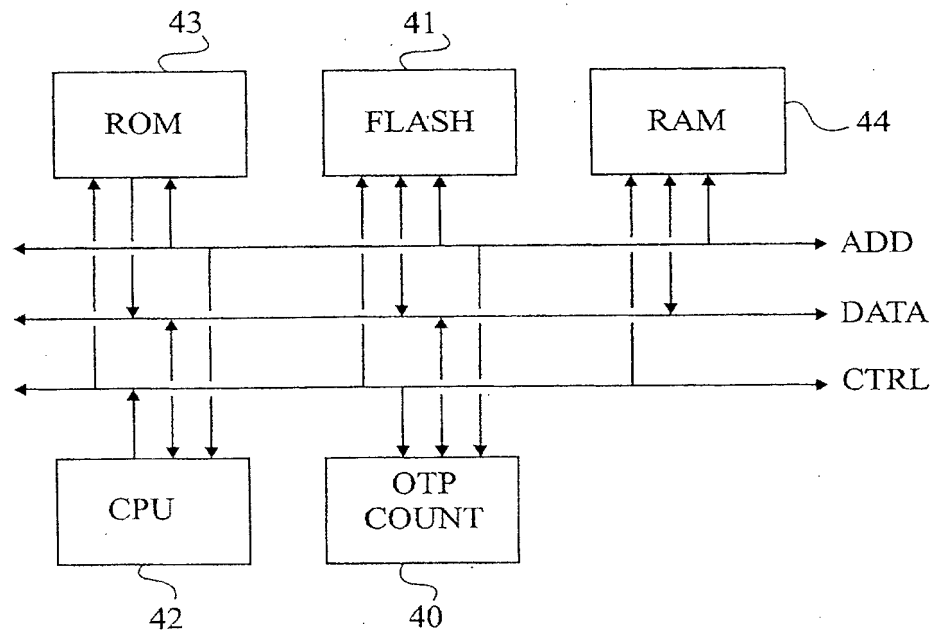 43
41
ROM
FLASH
RAM
44
ADD
DATA
CTRL
CPU
OTP
COUNT
42
40